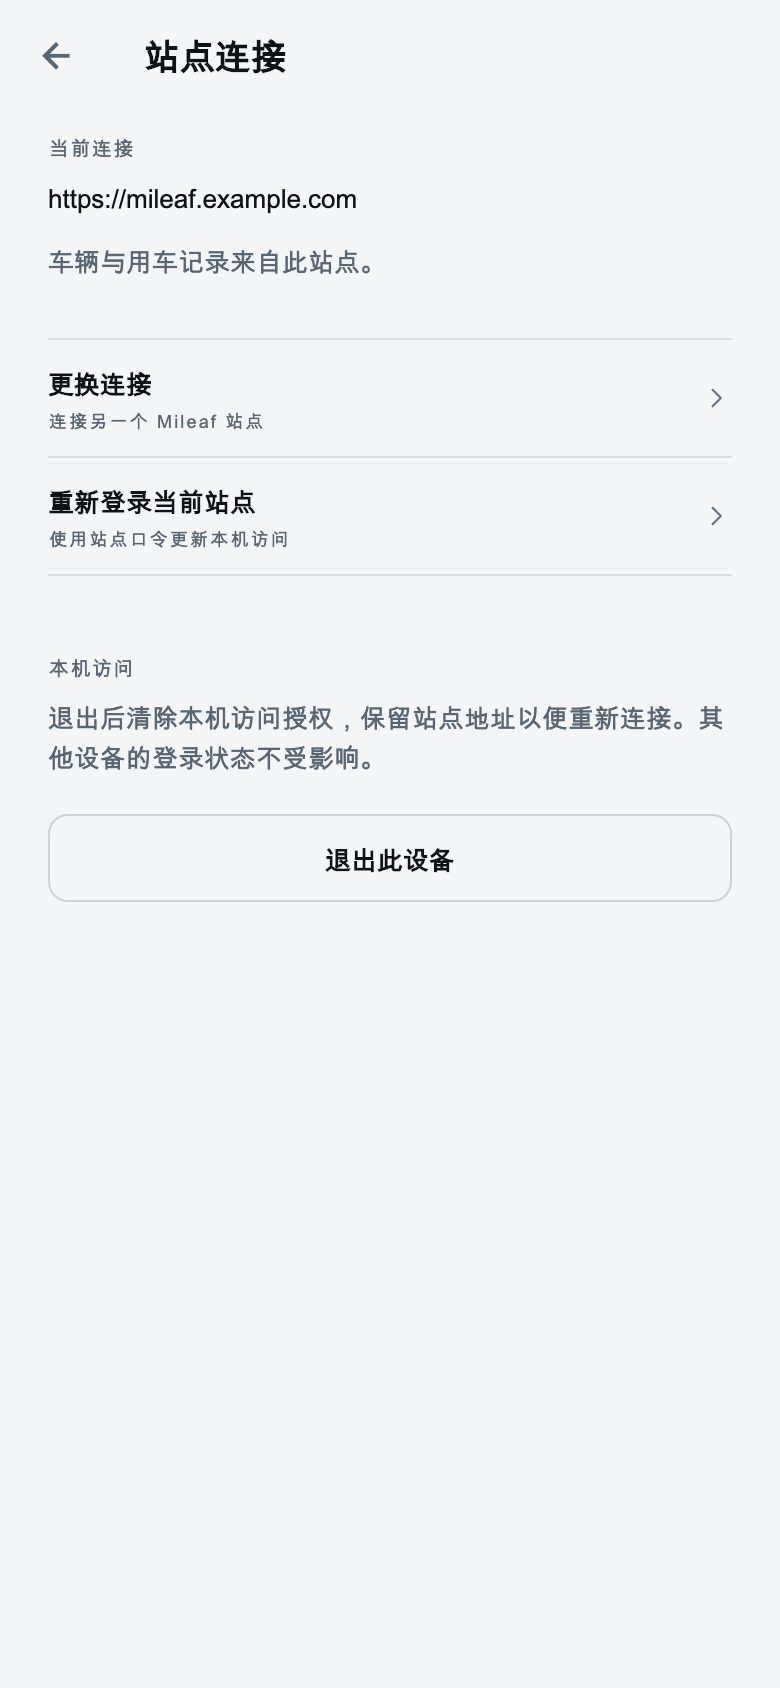 站点连接
当前连接
https://mileaf.example.com
车辆与用车记录来自此站点。
更换连接
连接另一个 Mileaf 站点
重新登录当前站点
使用站点口令更新本机访问
本机访问
退出后清除本机访问授权，保留站点地址以便重新连接。其
他设备的登录状态不受影响。
退出此设备